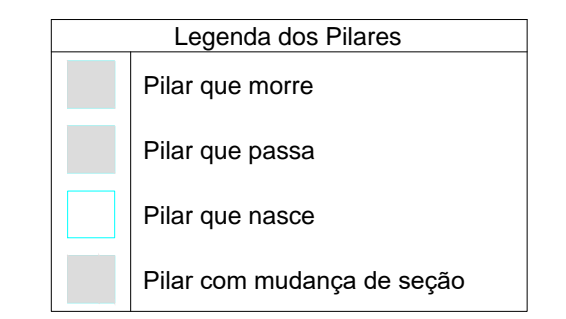 Legenda dos Pilares
Pilar que morre
Pilar que passa
Pilar que nasce
Pilar com mudança de seção